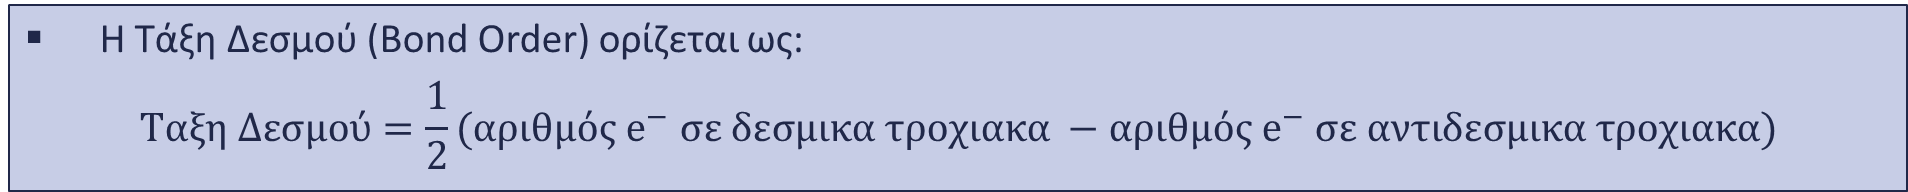 ▪ Η Τάξη Δεσμού (Bond Order) ορίζεται ως:
Ταξη Δεσμού = 1/2 (αριθμός e⁻ σε δεσμικα τροχιακα − αριθμός e⁻ σε αντιδεσμικα τροχιακα)